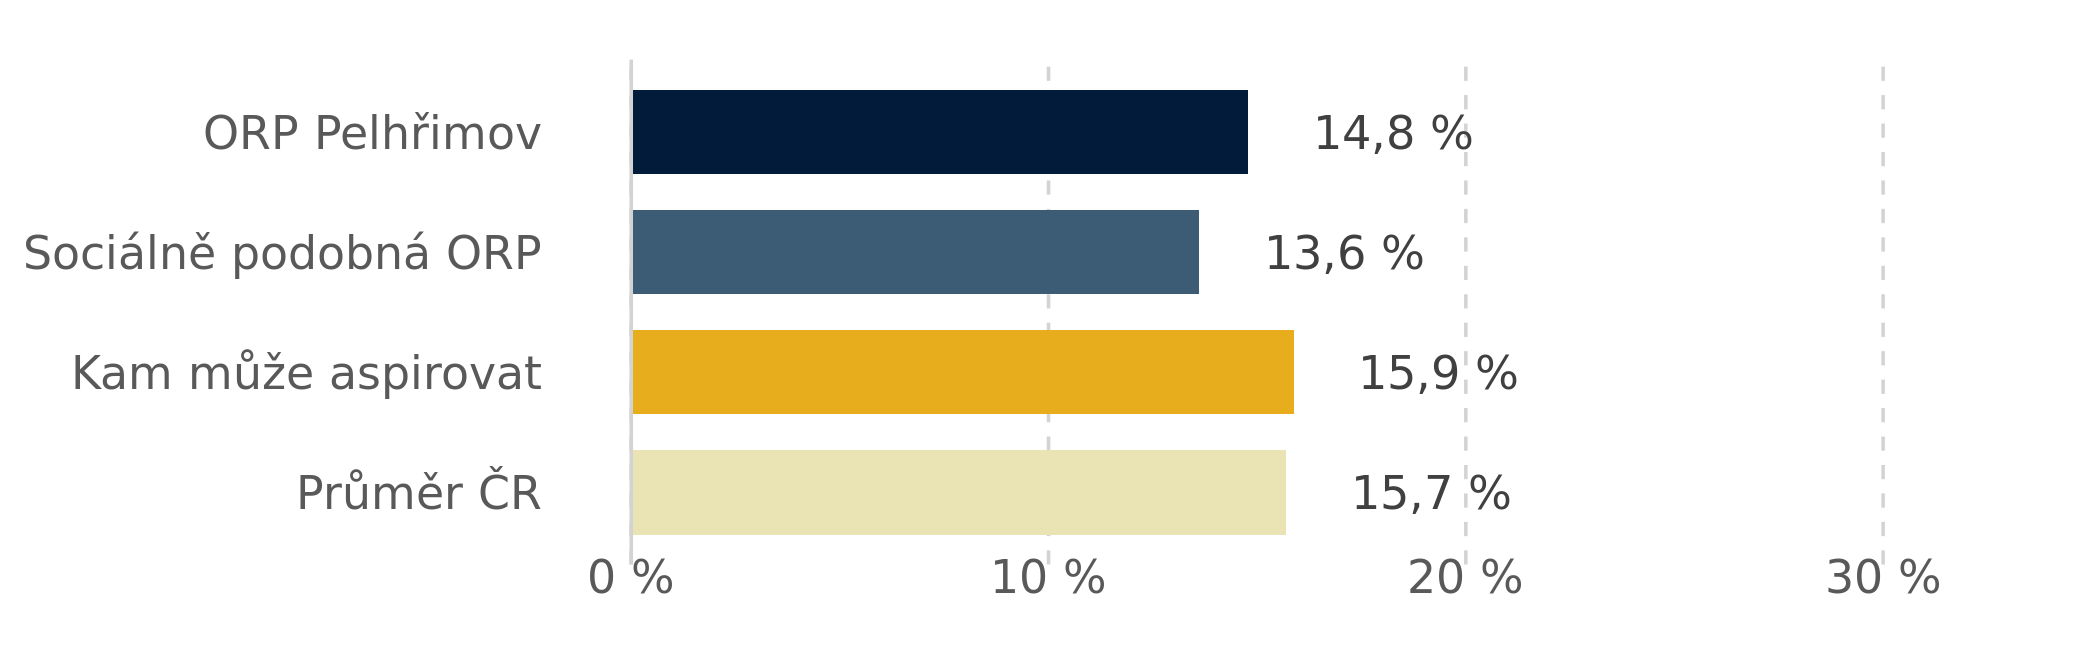 ORP Pelhřimov 14,8 %
Sociálně podobná ORP 13,6 %
Kam může aspirovat 15,9 %
Průměr ČR 15,7 %
0 % 10 % 20 % 30 %